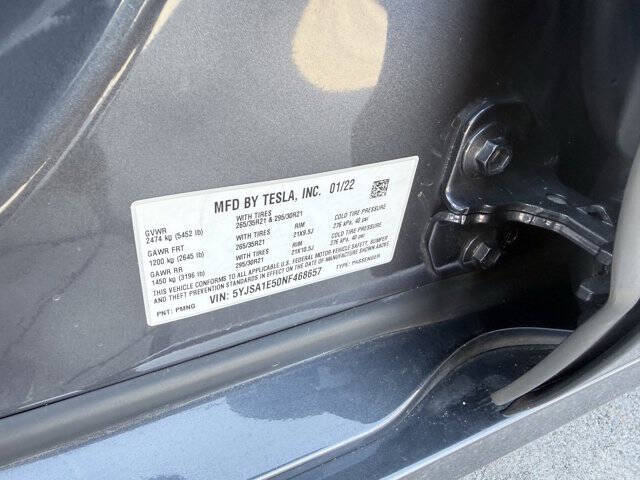 MFD BY TESLA, INC. 01/22
GVWR
2474 kg (5452 lb)
WITH TIRES
265/35R21 & 295/30R21
RIM
21X9.5J
COLD TIRE PRESSURE
276 kPa, 40 psi
GAWR FRT
1200 kg (2645 lb)
WITH TIRES
265/35R21
RIM
21X10.5J
COLD TIRE PRESSURE
276 kPa, 40 psi
GAWR RR
1450 kg (3196 lb)
WITH TIRES
295/30R21
THIS VEHICLE CONFORMS TO ALL APPLICABLE U.S. FEDERAL MOTOR VEHICLE SAFETY, BUMPER
AND THEFT PREVENTION STANDARDS IN EFFECT ON THE DATE OF MANUFACTURE SHOWN ABOVE.
VIN: 5YJSA1E5DNF468657
TYPE: PASSENGER
PNT: PMNG